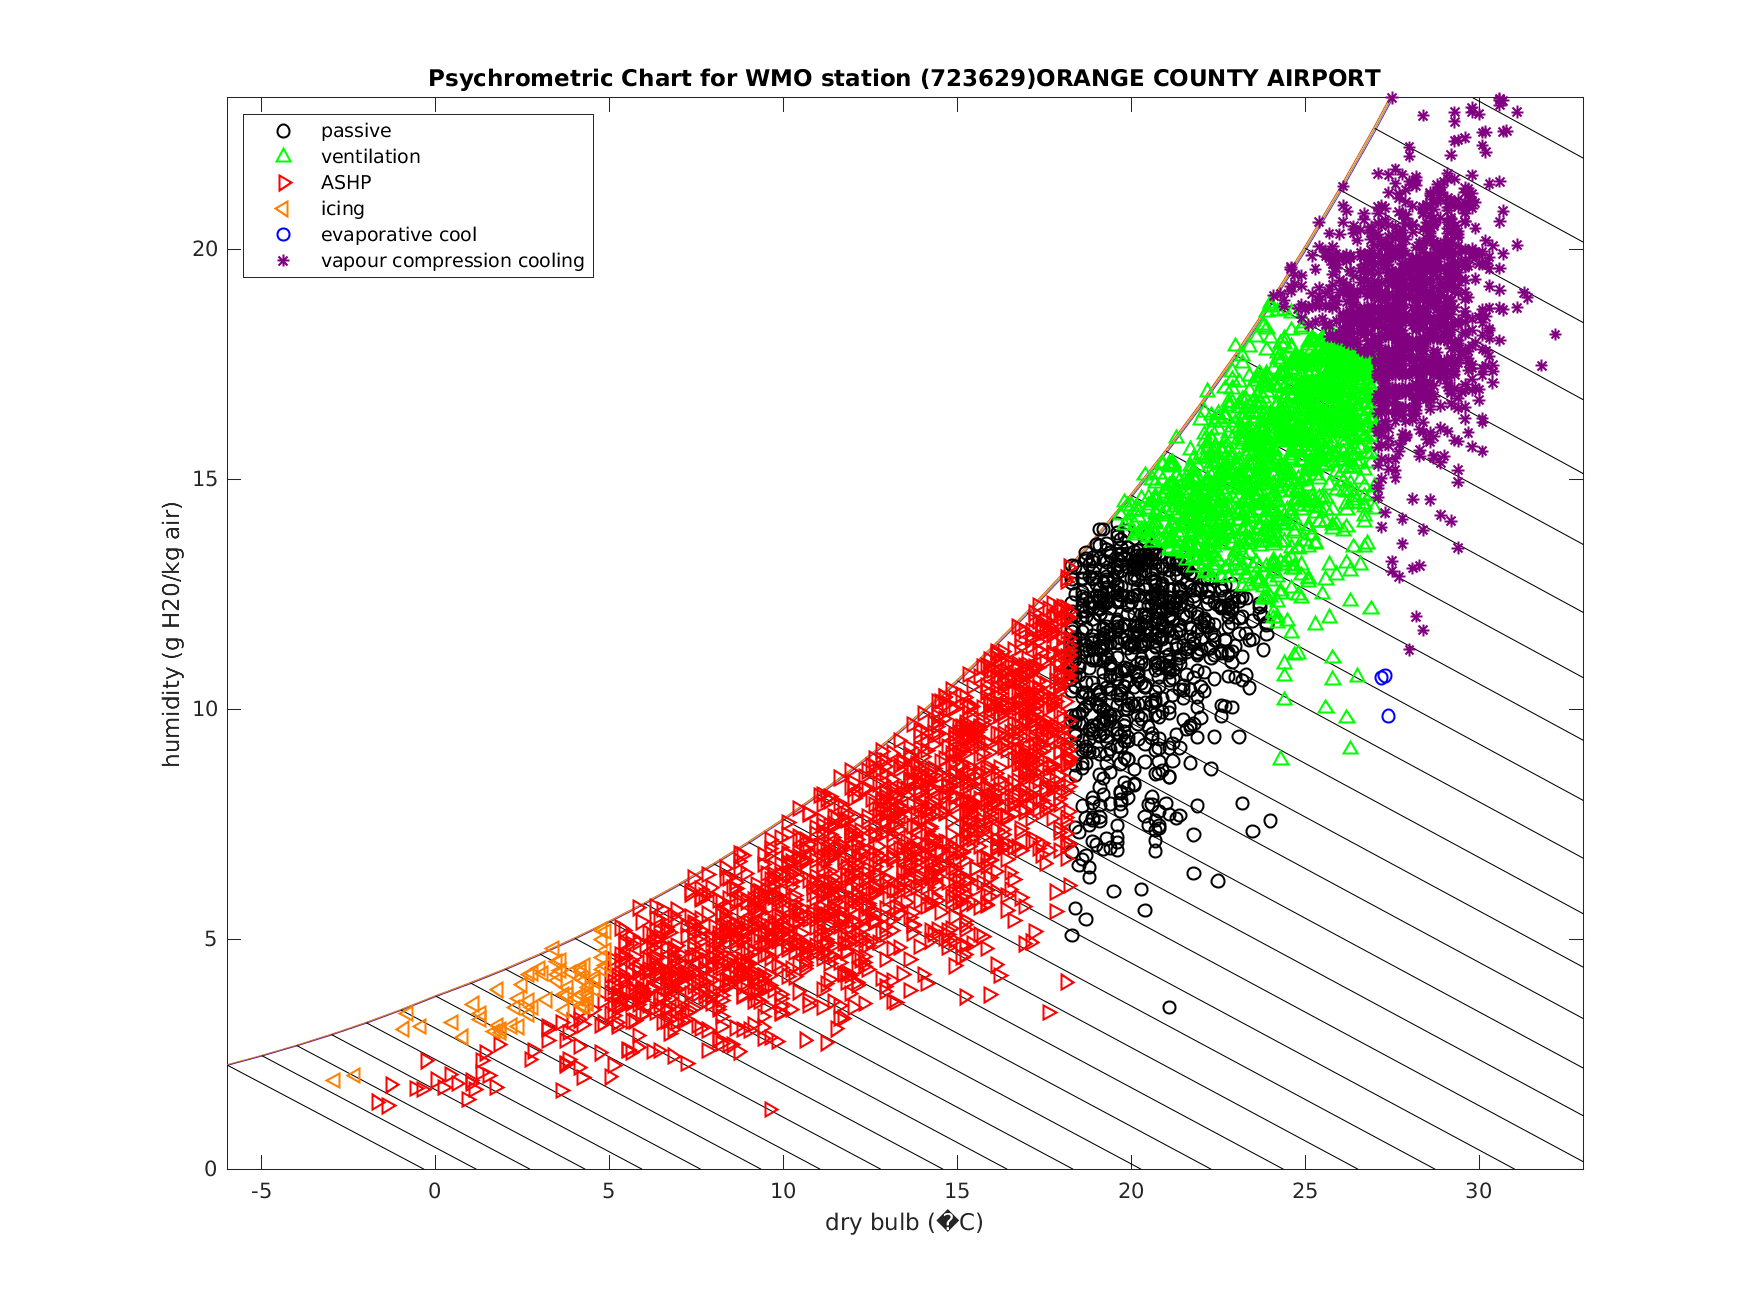 Psychrometric Chart for WMO station (723629)ORANGE COUNTY AIRPORT
passive
ventilation
ASHP
icing
evaporative cool
vapour compression cooling
humidity (g H20/kg air)
20
15
10
5
0
-5 0 5 10 15 20 25 30
dry bulb (�C)